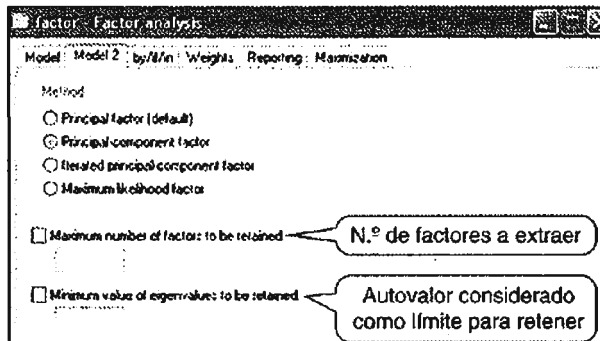 factor - Factor analysis
Model Model 2 by/if/in Weights Reporting Maximization
Method
Principal factor (default)
Principal component factor
Iterated principal component factor
Maximum likelihood factor
Maximum number of factors to be retained
N.º de factores a extraer
Minimum value of eigenvalues to be retained
Autovalor considerado
como límite para retener